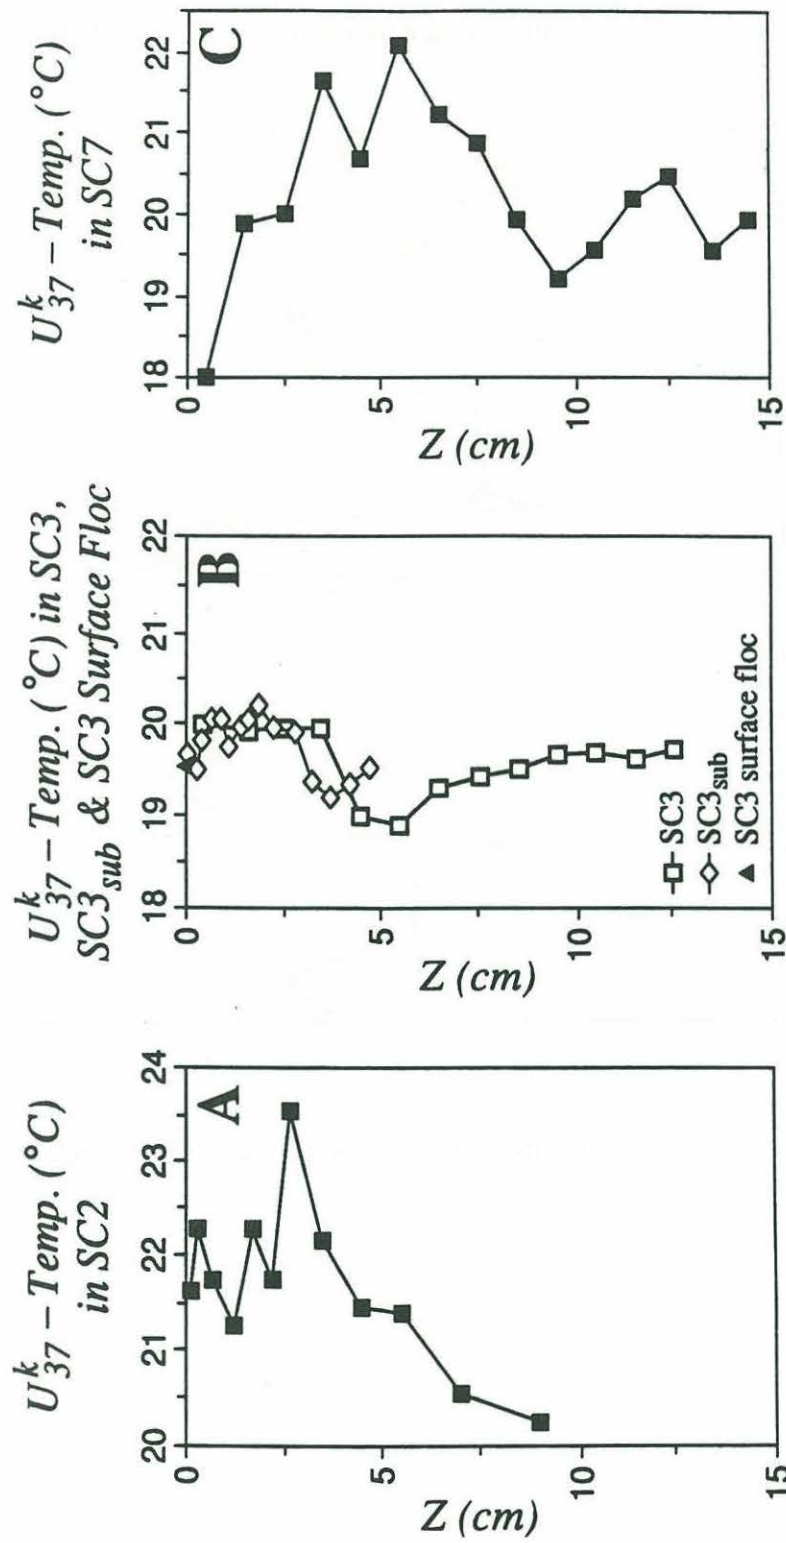 U^k_37 – Temp. (°C)
in SC2
20 21 22 23 24
A
0
5
10
15
Z (cm)
U^k_37 – Temp. (°C) in SC3,
SC3_sub & SC3 Surface Floc
18 19 20 21 22
B
0
5
10
15
Z (cm)
SC3
SC3_sub
SC3 surface floc
U^k_37 – Temp. (°C)
in SC7
18 19 20 21 22
C
0
5
10
15
Z (cm)